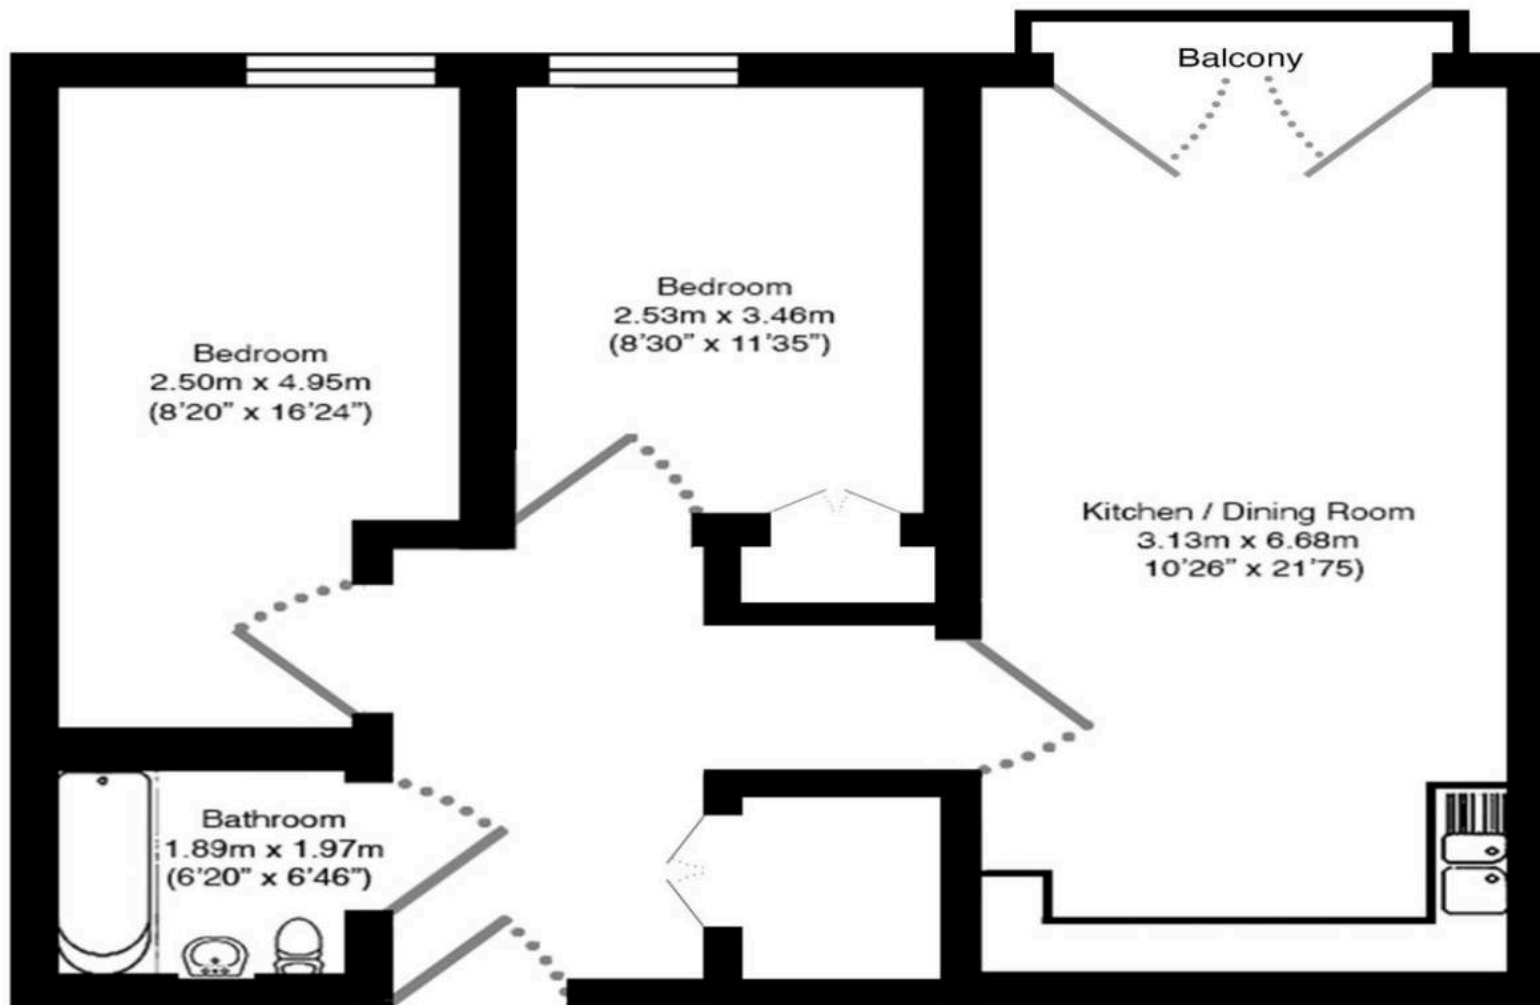 Balcony
Bedroom
2.53m x 3.46m
(8'30” x 11'35”)
Bedroom
2.50m x 4.95m
(8'20” x 16'24”)
Kitchen / Dining Room
3.13m x 6.68m
10'26” x 21'75)
Bathroom
1.89m x 1.97m
(6'20” x 6'46”)